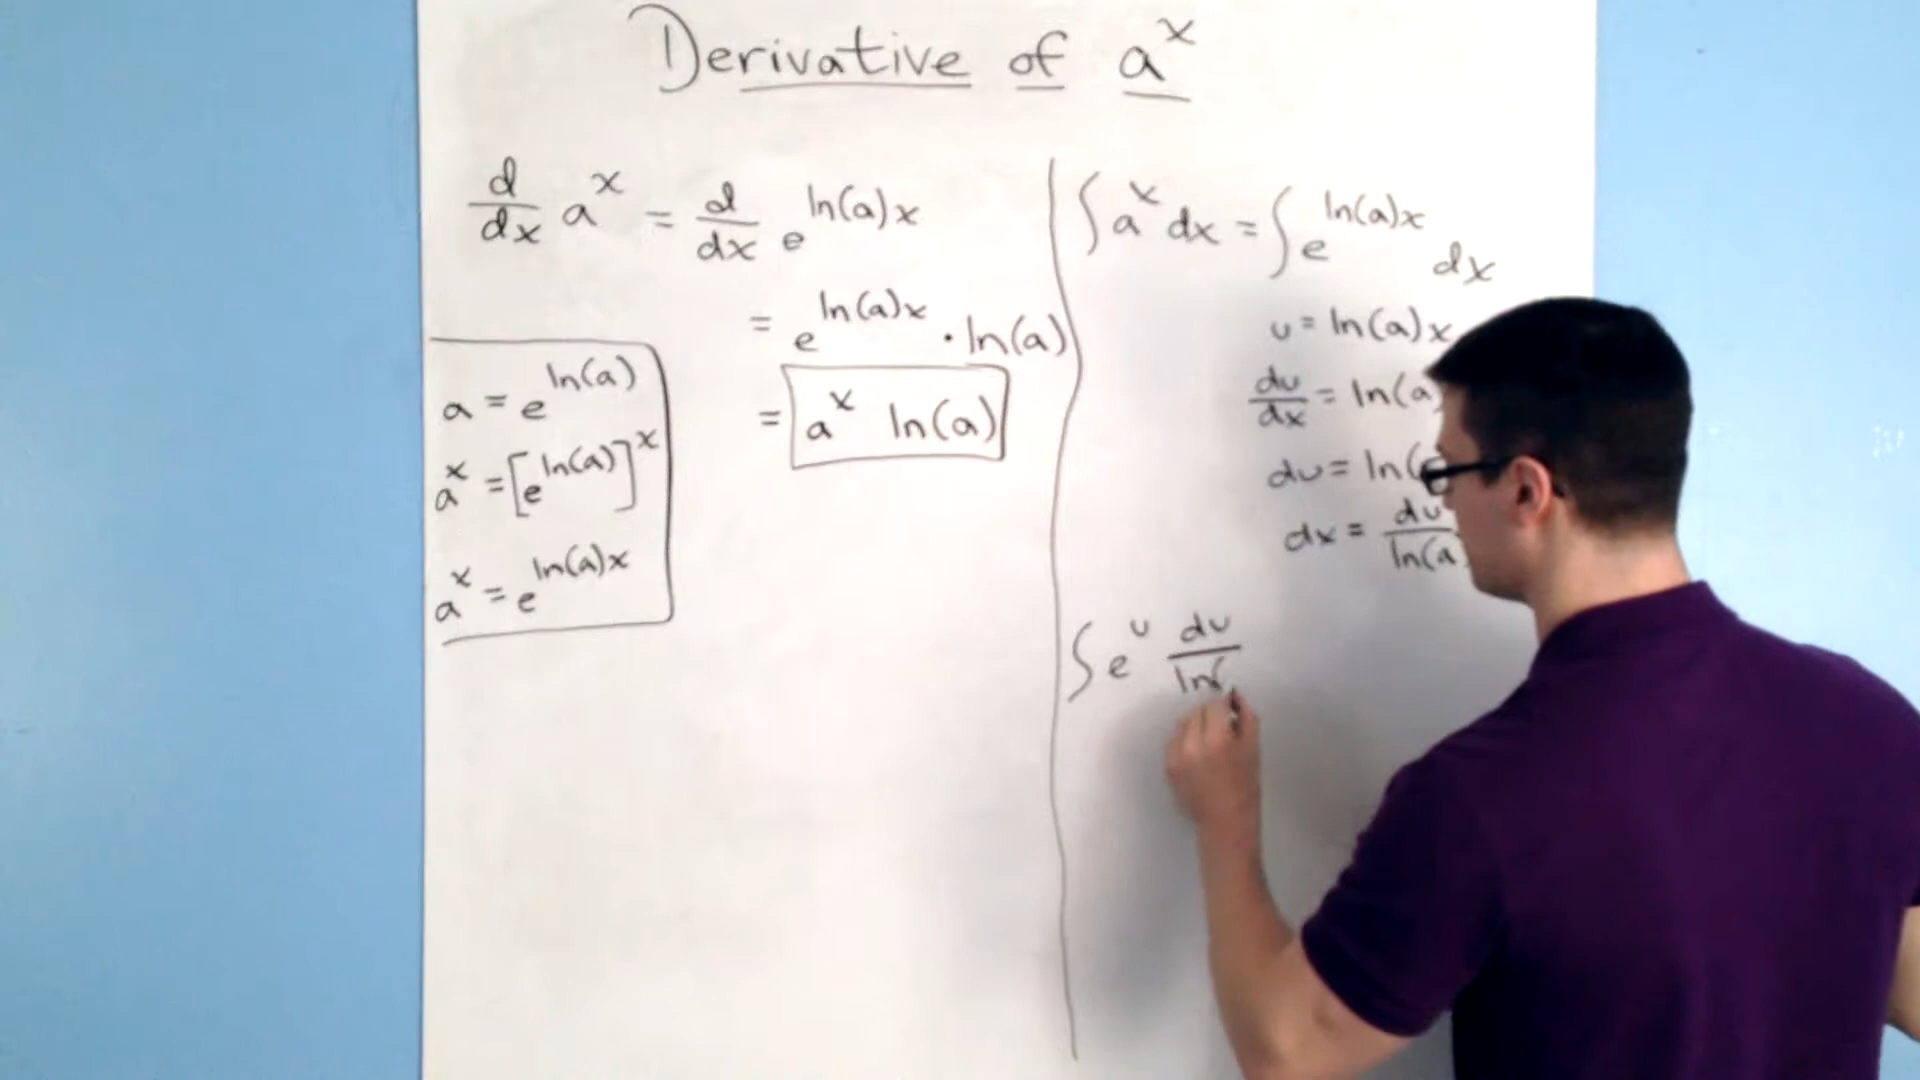 Derivative of a^x
d/dx a^x = d/dx e^ln(a)x
= e^ln(a)x · ln(a)
= a^x ln(a)
a = e^ln(a)
a^x = [e^ln(a)]^x
a^x = e^ln(a)x
∫ a^x dx = ∫ e^ln(a)x dx
u = ln(a)x
du/dx = ln(a)
du = ln(
dx = du/ln(a
∫ e^u du/ln(